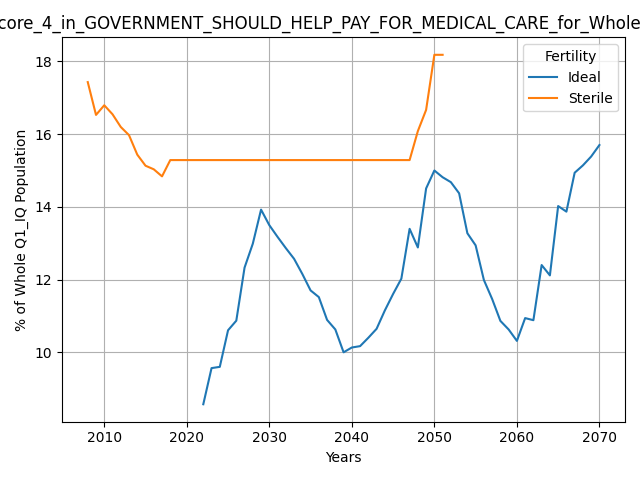 core_4_in_GOVERNMENT_SHOULD_HELP_PAY_FOR_MEDICAL_CARE_for_Whole
Fertility
Ideal
Sterile
% of Whole Q1_IQ Population
18
16
14
12
10
2010 2020 2030 2040 2050 2060 2070
Years